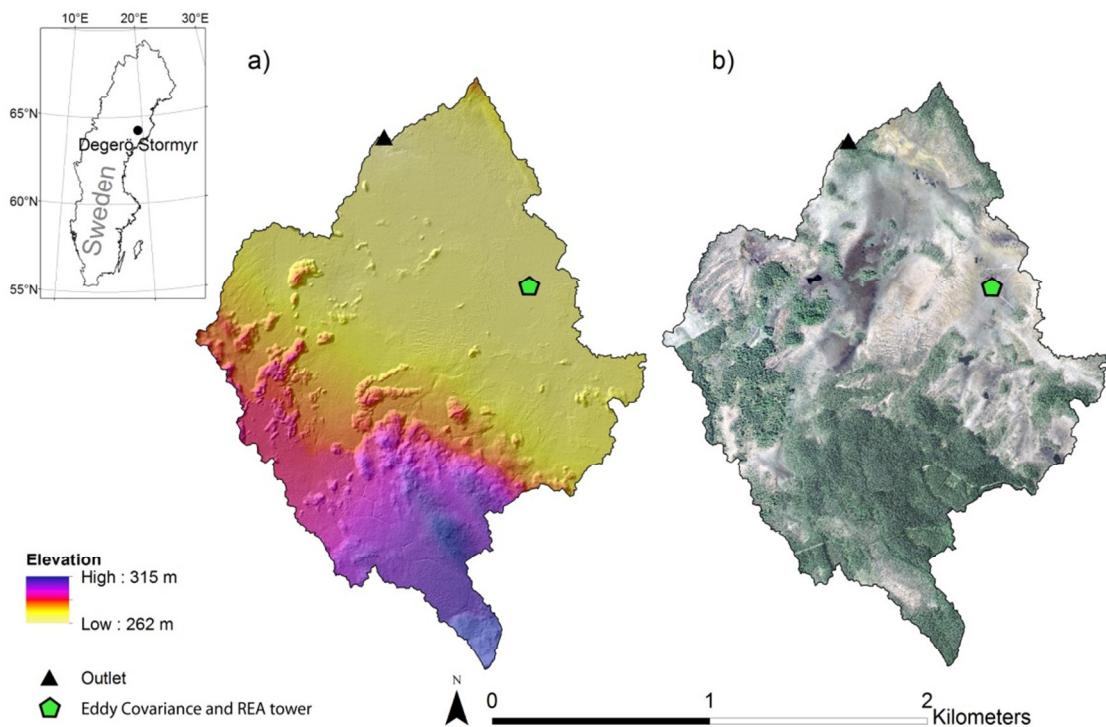 10°E 20°E 30°E
a)
b)
65°N
Degerö Stormyr
60°N
Sweden
55°N
Elevation
High : 315 m
Low : 262 m
Outlet
Eddy Covariance and REA tower
N
0 1 2
Kilometers